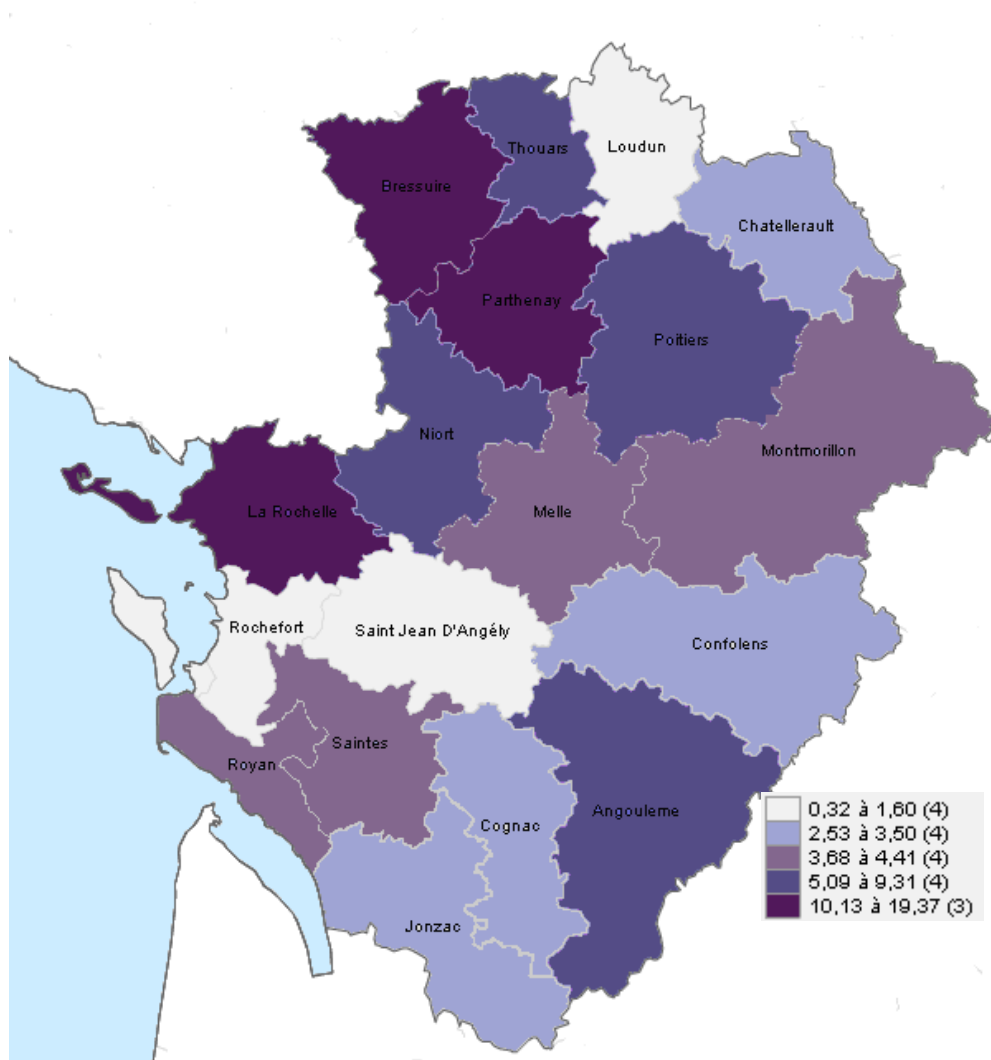 Loudun
Thouars
Bressuire
Chatellerault
Parthenay
Poitiers
Niort
Montmorillon
La Rochelle
Melle
Rochefort
Saint Jean D'Angély
Confolens
Saintes
Royan
Angouleme
Cognac
Jonzac
0,32 à 1,60 (4)
2,53 à 3,50 (4)
3,68 à 4,41 (4)
5,09 à 9,31 (4)
10,13 à 19,37 (3)